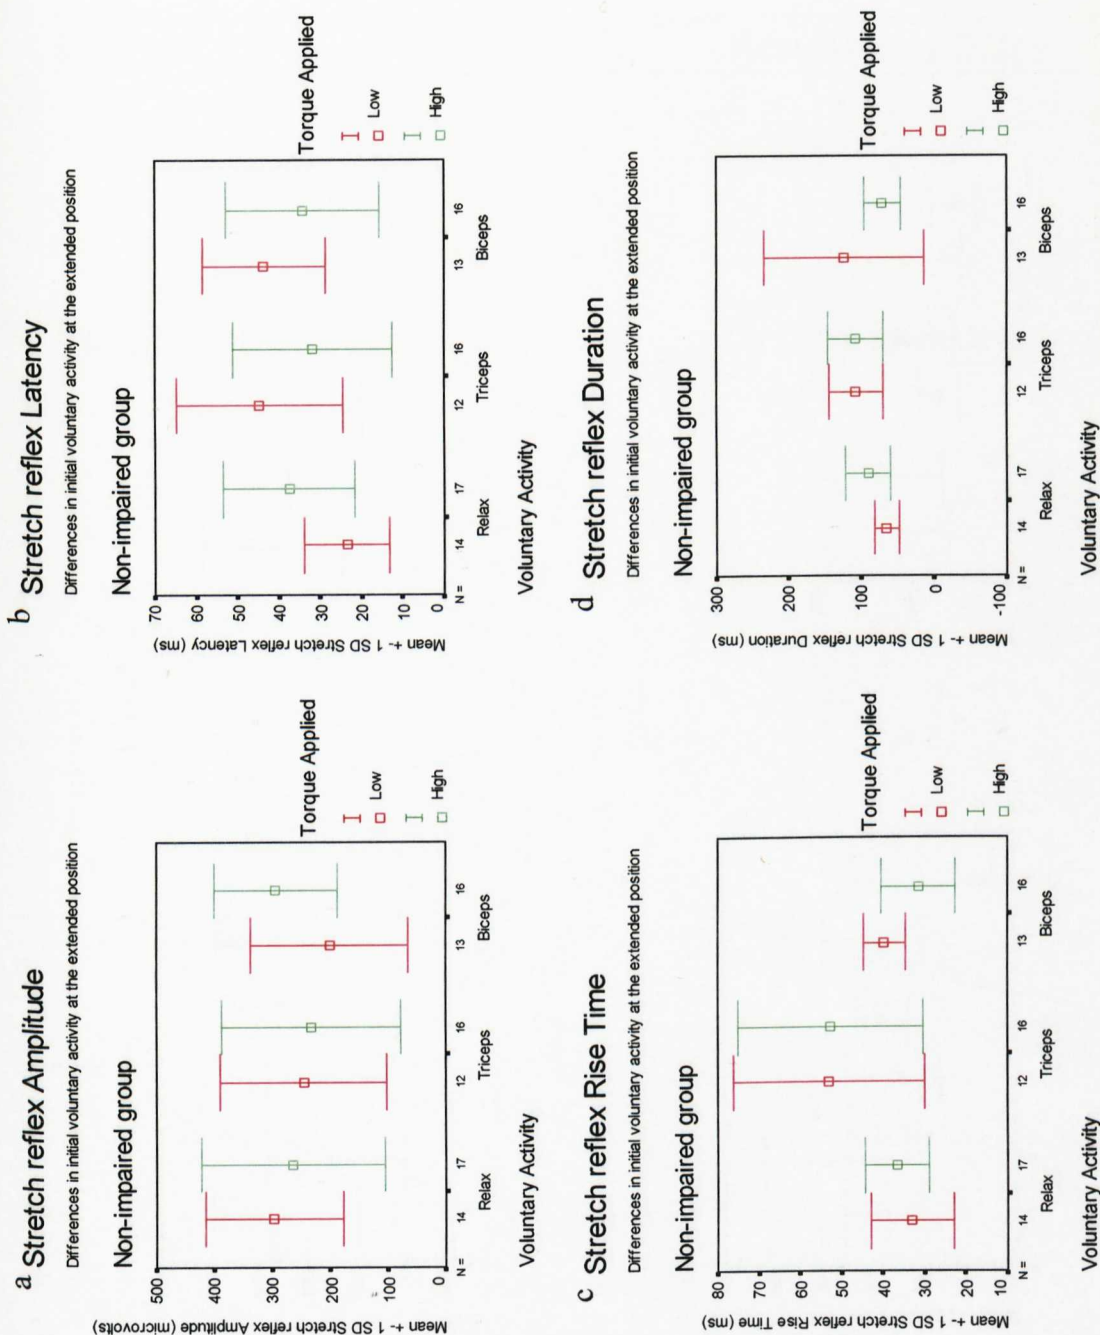 a Stretch reflex Amplitude
Differences in initial voluntary activity at the extended position
Non-impaired group
Mean +- 1 SD Stretch reflex Amplitude (microvolts)
500
400
300
200
100
0
N =
14
17
12
16
13
16
Relax
Triceps
Biceps
Voluntary Activity
Torque Applied
Low
High
b Stretch reflex Latency
Differences in initial voluntary activity at the extended position
Non-impaired group
Mean +- 1 SD Stretch reflex Latency (ms)
70
60
50
40
30
20
10
0
N =
14
17
12
16
13
16
Relax
Triceps
Biceps
Voluntary Activity
Torque Applied
Low
High
c Stretch reflex Rise Time
Differences in initial voluntary activity at the extended position
Non-impaired group
Mean +- 1 SD Stretch reflex Rise Time (ms)
80
70
60
50
40
30
20
10
N =
14
17
12
16
13
16
Relax
Triceps
Biceps
Voluntary Activity
Torque Applied
Low
High
d Stretch reflex Duration
Differences in initial voluntary activity at the extended position
Non-impaired group
Mean +- 1 SD Stretch reflex Duration (ms)
300
200
100
0
-100
N =
14
17
12
16
13
16
Relax
Triceps
Biceps
Voluntary Activity
Torque Applied
Low
High